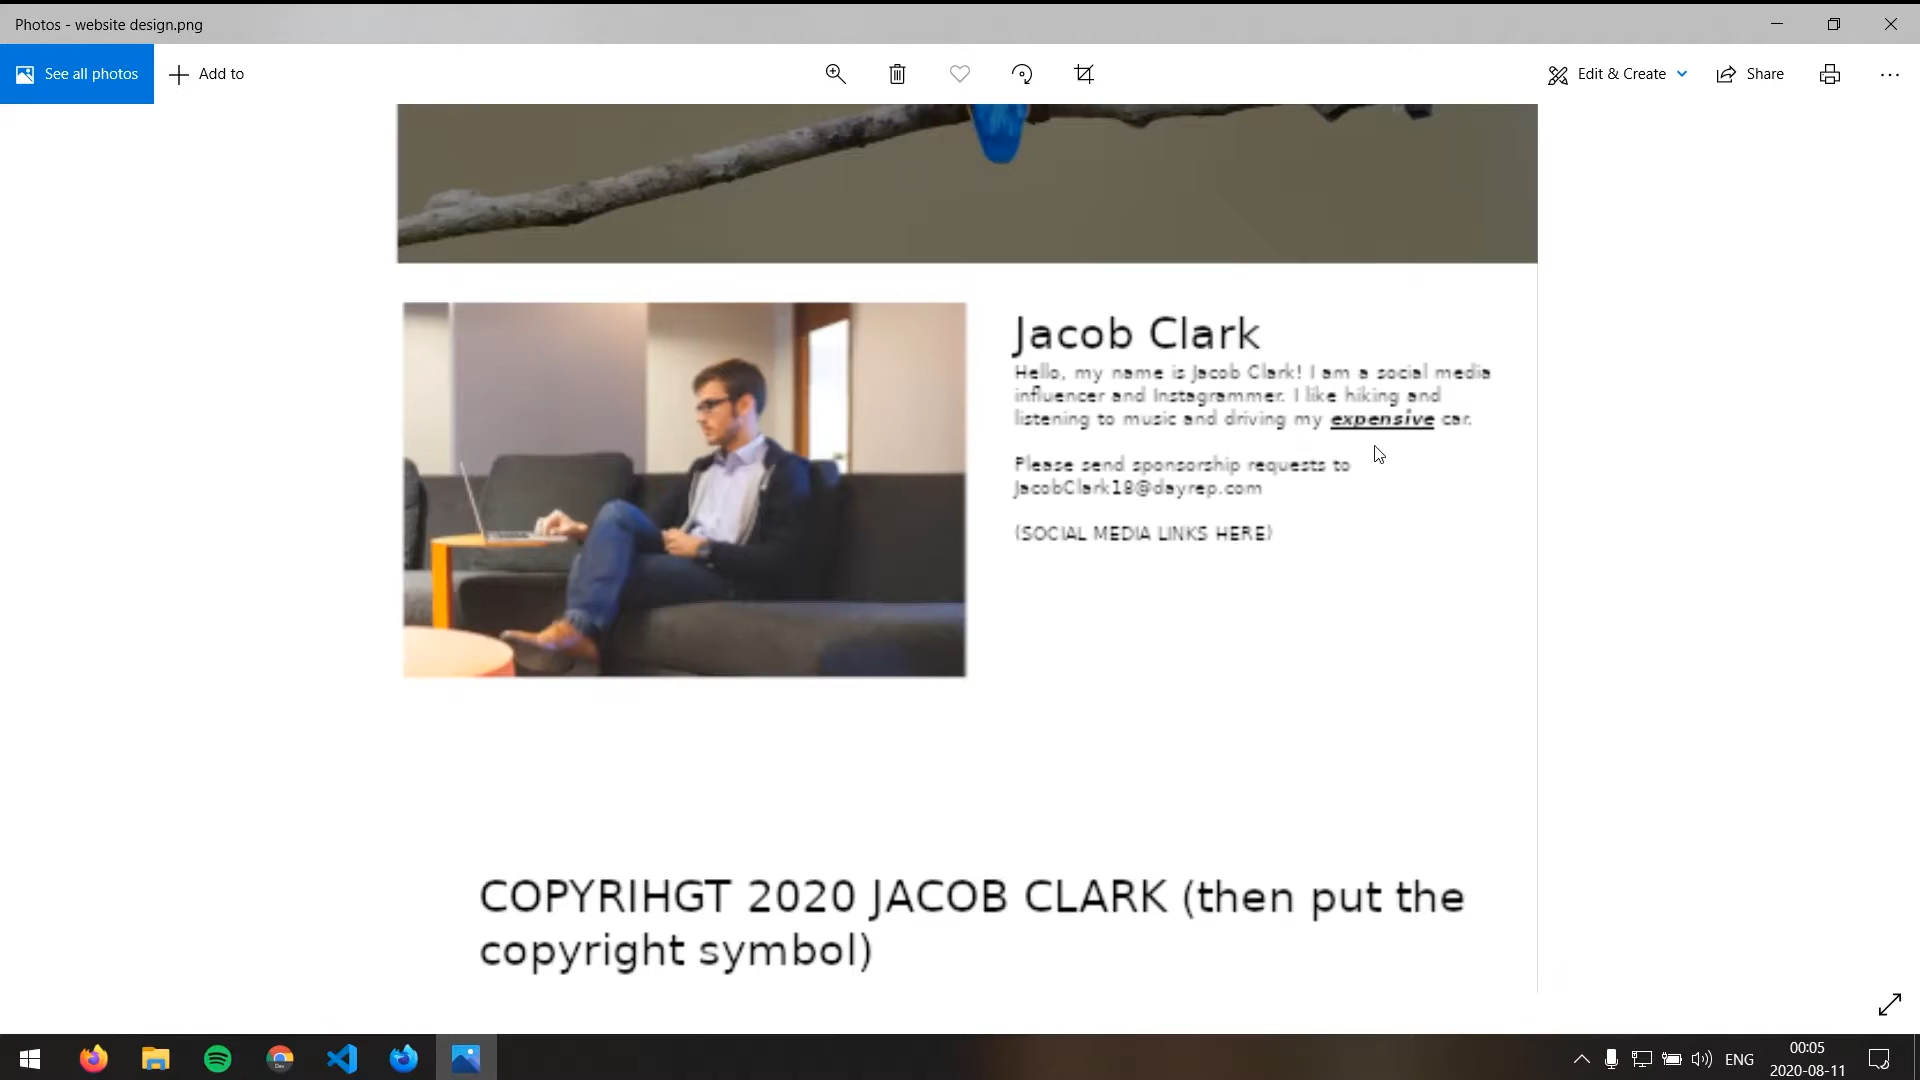 Photos - website design.png
See all photos
Add to
Edit & Create
Share
Jacob Clark
Hello, my name is Jacob Clark! I am a social media
influencer and Instagrammer. I like hiking and
listening to music and driving my expensive car.
Please send sponsorship requests to
JacobClark18@dayrep.com
(SOCIAL MEDIA LINKS HERE)
COPYRIHGT 2020 JACOB CLARK (then put the
copyright symbol)
Dev
ENG
00:05
2020-08-11